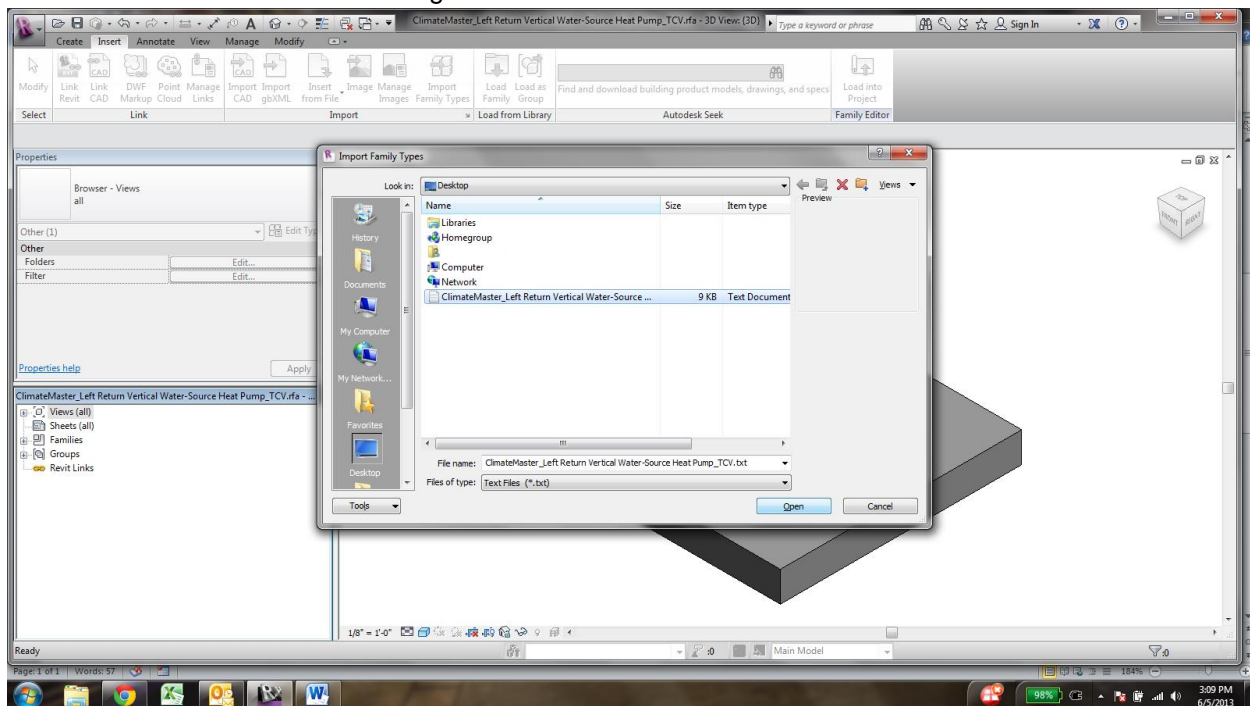 ClimateMaster_Left Return Vertical Water-Source Heat Pump_TCV.rfa - 3D View: {3D}
Type a keyword or phrase
Sign In
Create Insert Annotate View Manage Modify
Modify
Link Revit
Link CAD
DWF Markup
Point Cloud
Manage Links
Import CAD
Import gbXML
Insert from File
Image
Manage Images
Import Family Types
Load Family
Load as Group
Find and download building product models, drawings, and specs
Load into Project
Select Link Import Load from Library Autodesk Seek Family Editor
Properties
Browser - Views
all
Other (1)
Edit Typ
Other
Folders Edit...
Filter Edit...
Properties help Apply
ClimateMaster_Left Return Vertical Water-Source Heat Pump_TCV.rfa - ...
Views (all)
Sheets (all)
Families
Groups
Revit Links
Import Family Types
Look in: Desktop
Views
Preview
Name Size Item type
Libraries
Homegroup
Computer
Network
ClimateMaster_Left Return Vertical Water-Source ... 9 KB Text Document
History
Documents
My Computer
My Network...
Favorites
Desktop
File name: ClimateMaster_Left Return Vertical Water-Source Heat Pump_TCV.txt
Files of type: Text Files (*.txt)
Tools Open Cancel
FRONT
1/8" = 1'-0"
Ready :0 Main Model :0
Page: 1 of 1 Words: 57 184%
98%
3:09 PM
6/5/2013